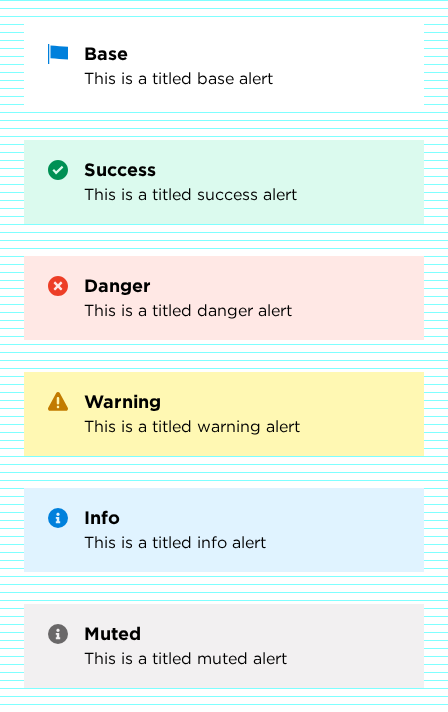 Base
This is a titled base alert
Success
This is a titled success alert
Danger
This is a titled danger alert
Warning
This is a titled warning alert
Info
This is a titled info alert
Muted
This is a titled muted alert